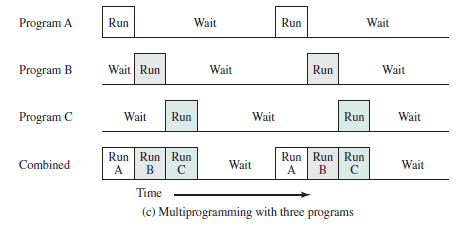 Program A Run Wait Run Wait
Program B Wait Run Wait Run Wait
Program C Wait Run Wait Run Wait
Combined Run A Run B Run C Wait Run A Run B Run C Wait
Time
(c) Multiprogramming with three programs